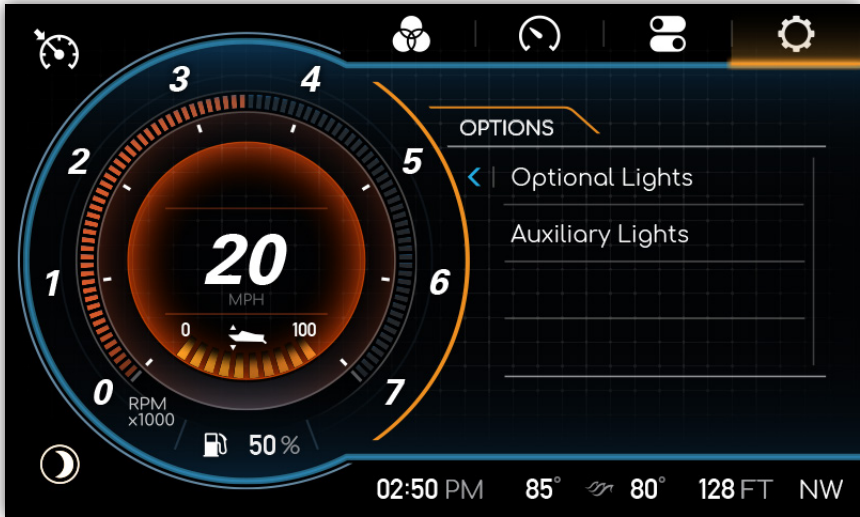 3 4
2 5
1 6
0 7
20
MPH
0 100
RPM
x1000
50%
OPTIONS
Optional Lights
Auxiliary Lights
02:50 PM 85° 80° 128 FT NW